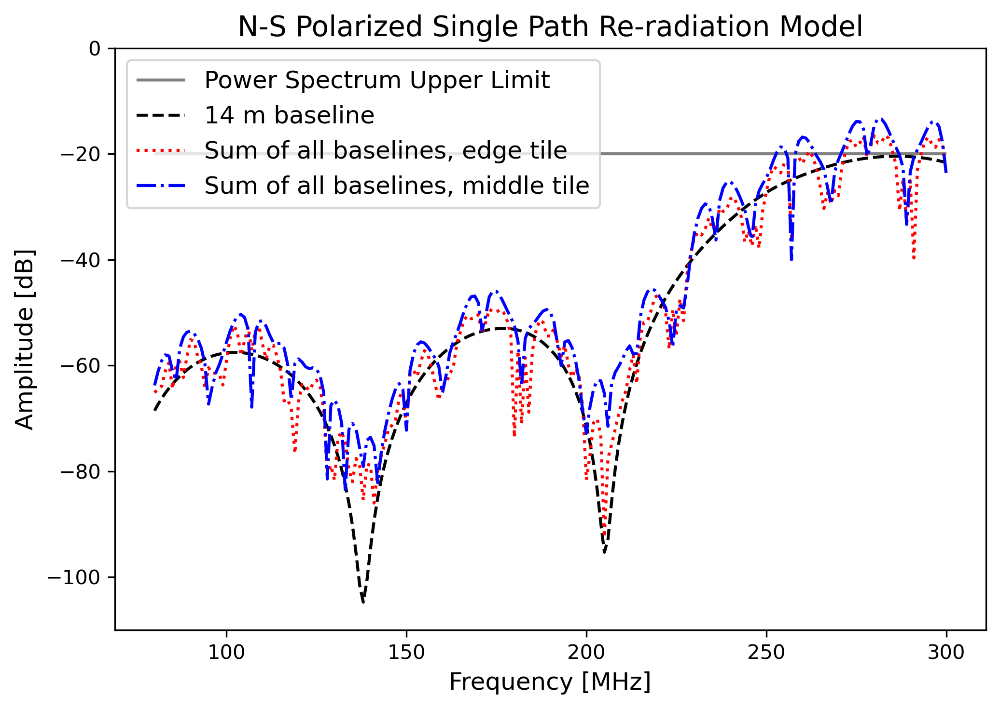 N-S Polarized Single Path Re-radiation Model
0
Power Spectrum Upper Limit
14 m baseline
Sum of all baselines, edge tile
Sum of all baselines, middle tile
−20
−40
−60
−80
−100
Amplitude [dB]
100 150 200 250 300
Frequency [MHz]